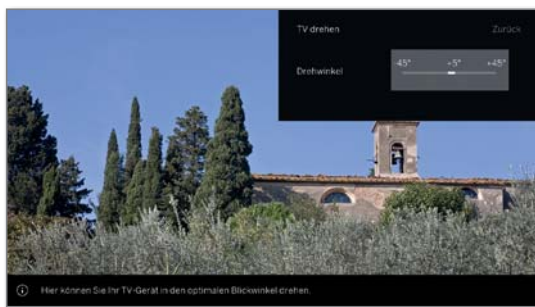 TV drehen Zurück
-45° +5° +45°
Drehwinkel
Hier können Sie Ihr TV-Gerät in den optimalen Blickwinkel drehen.